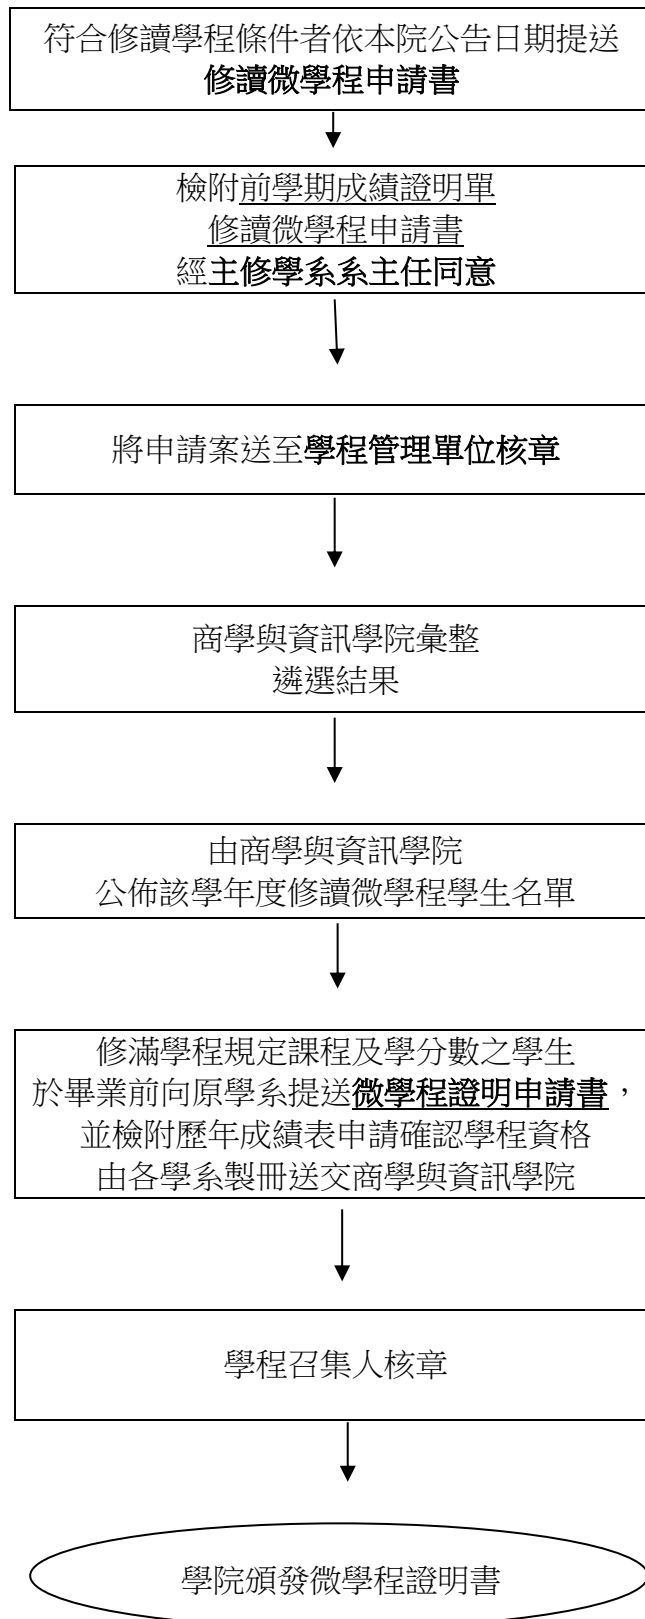 符合修讀學程條件者依本院公告日期提送
修讀微學程申請書
檢附前學期成績證明單
修讀微學程申請書
經主修學系系主任同意
將申請案送至學程管理單位核章
商學與資訊學院彙整
遴選結果
由商學與資訊學院
公佈該學年度修讀微學程學生名單
修滿學程規定課程及學分數之學生
於畢業前向原學系提送微學程證明申請書，
並檢附歷年成績表申請確認學程資格
由各學系製冊送交商學與資訊學院
學程召集人核章
學院頒發微學程證明書